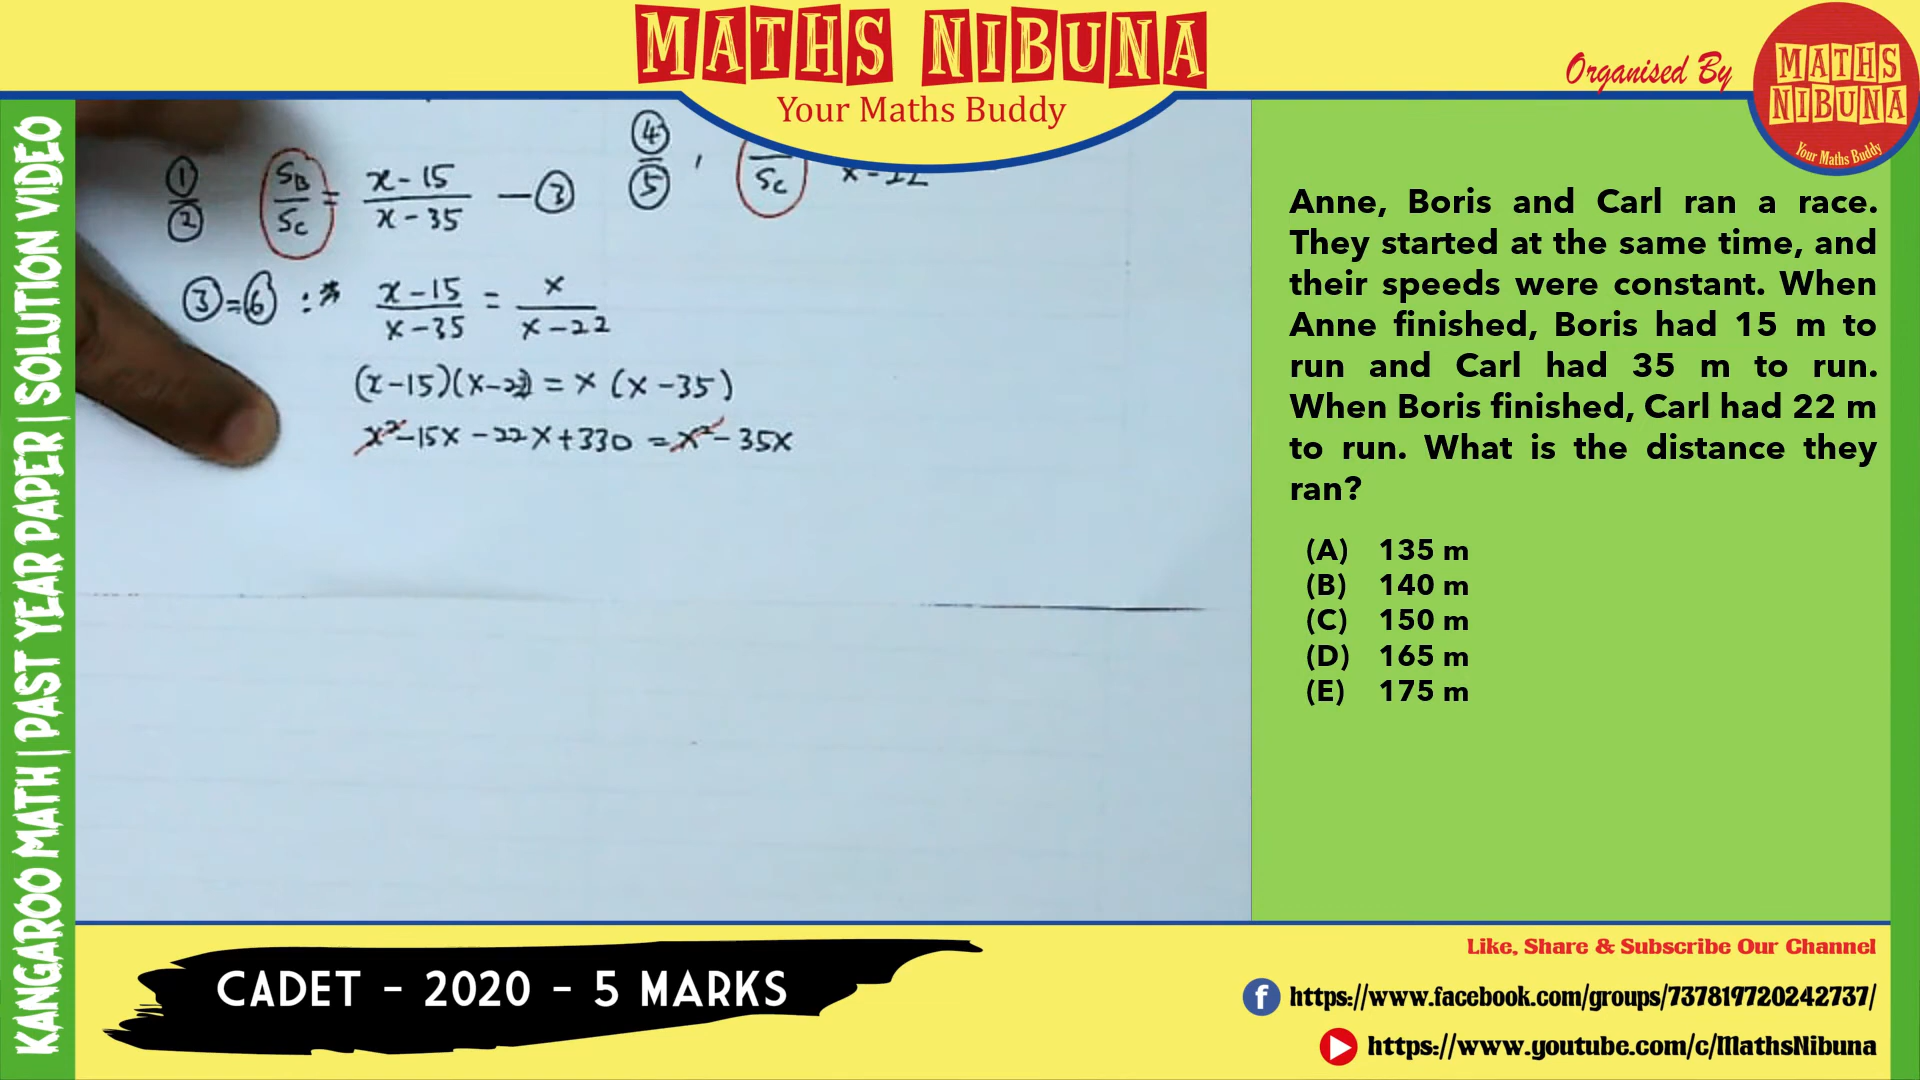 MATHS NIBUNA
Your Maths Buddy
Organised By
MATHS
NIBUNA
Your Maths Buddy
KANGAROO MATH | PAST YEAR PAPER | SOLUTION VIDEO
① / ② S_B / S_C = x - 15 / x - 35 — ③
④ / ⑤ , S_C x - 22
③ = ⑥ : x - 15 / x - 35 = x / x - 22
(x - 15)(x - 22) = x (x - 35)
x² - 15x - 22x + 330 = x² - 35x
Anne, Boris and Carl ran a race.
They started at the same time, and
their speeds were constant. When
Anne finished, Boris had 15 m to
run and Carl had 35 m to run.
When Boris finished, Carl had 22 m
to run. What is the distance they
ran?
(A) 135 m
(B) 140 m
(C) 150 m
(D) 165 m
(E) 175 m
CADET - 2020 - 5 MARKS
Like, Share & Subscribe Our Channel
f https://www.facebook.com/groups/737819720242737/
https://www.youtube.com/c/MathsNibuna